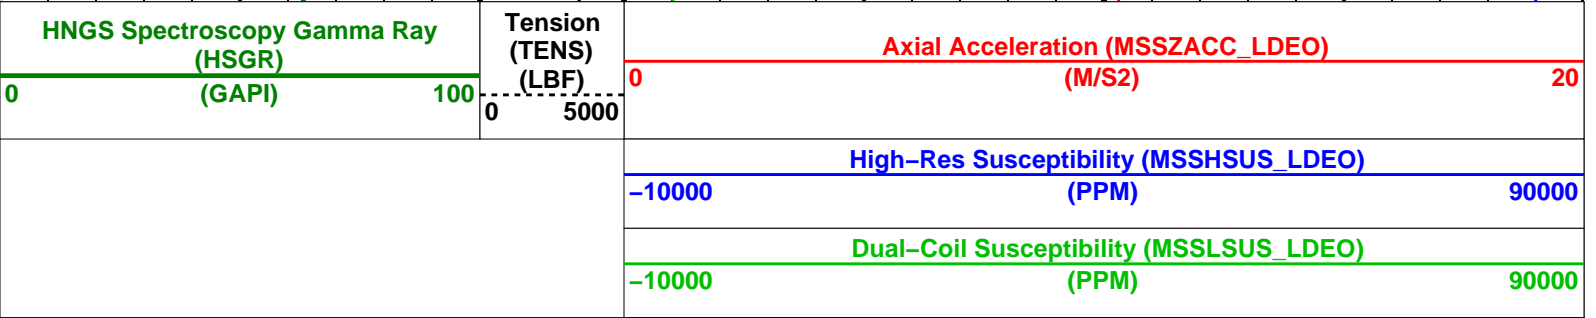 HNGS Spectroscopy Gamma Ray
(HSGR)
0 (GAPI) 100
Tension
(TENS)
(LBF)
0 5000
Axial Acceleration (MSSZACC_LDEO)
0 (M/S2) 20
High−Res Susceptibility (MSSHSUS_LDEO)
−10000 (PPM) 90000
Dual−Coil Susceptibility (MSSLSUS_LDEO)
−10000 (PPM) 90000